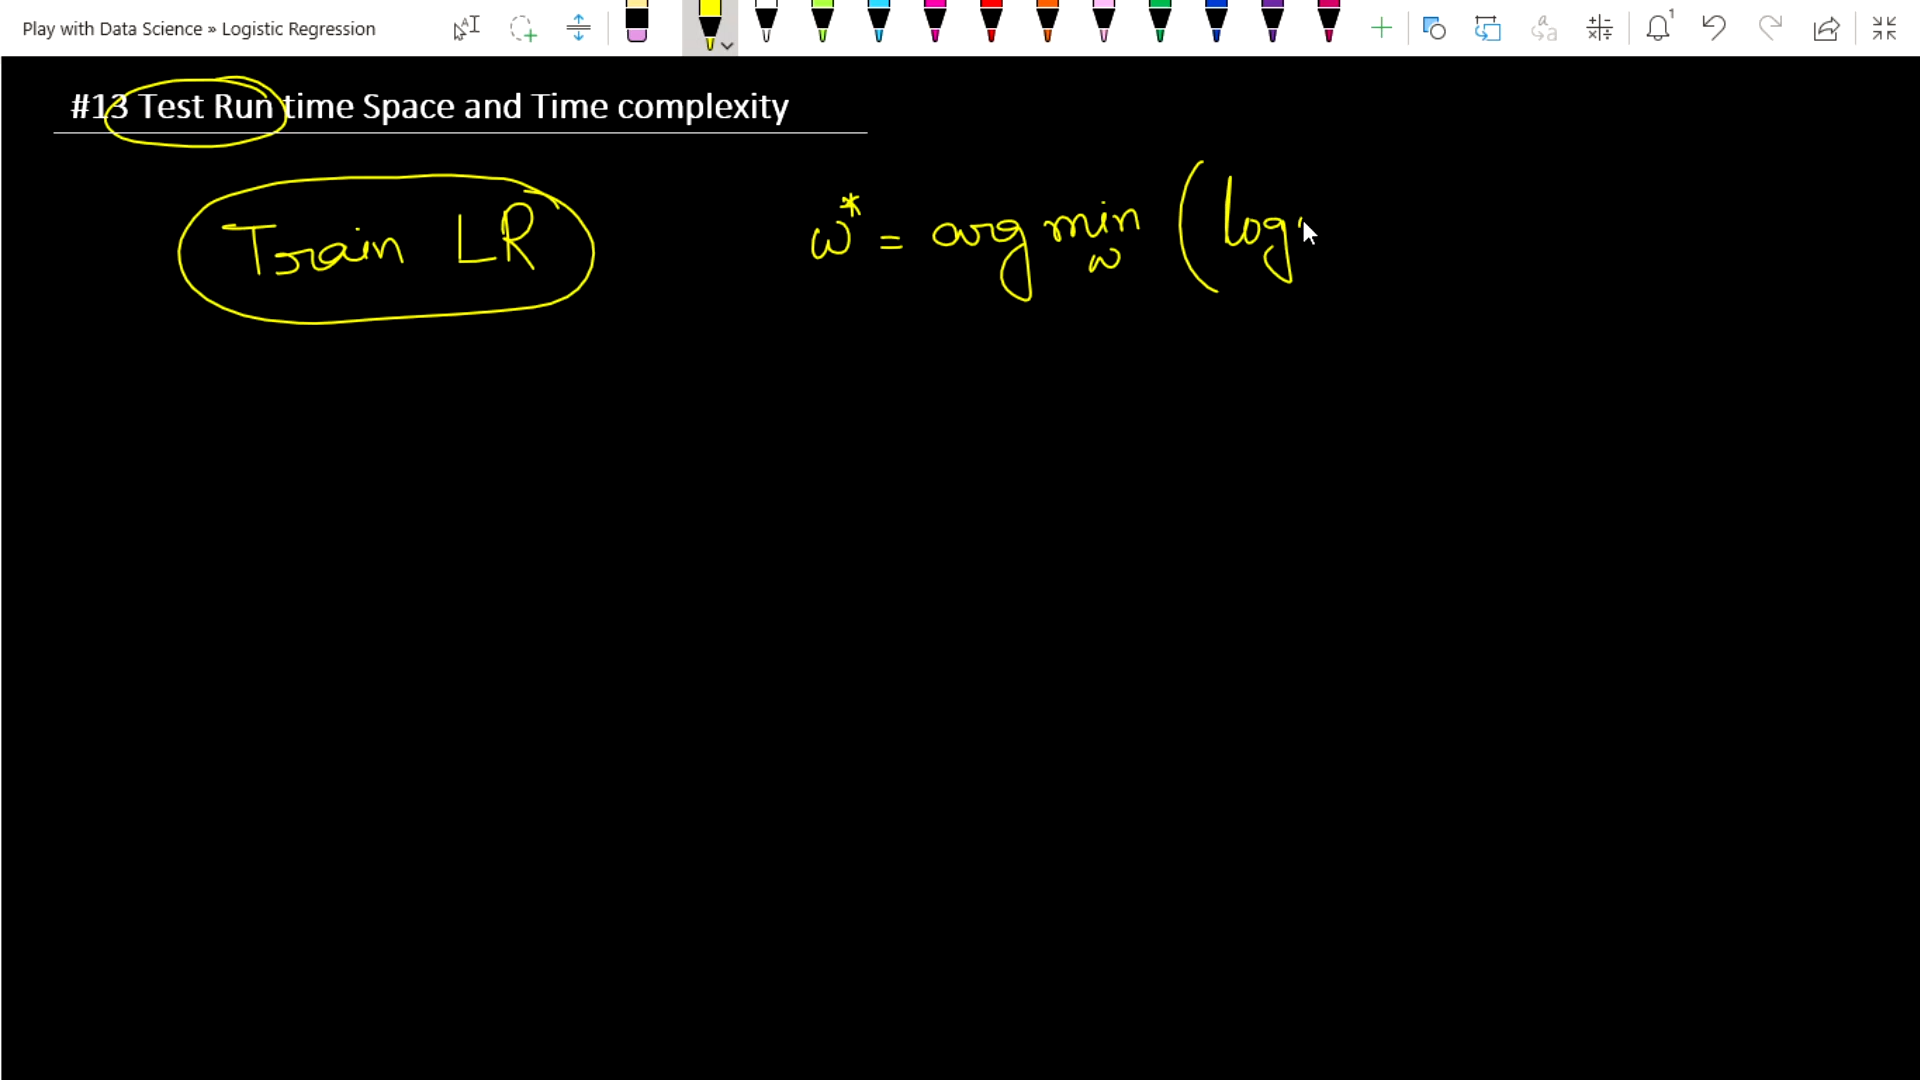 Play with Data Science » Logistic Regression
1
#13 Test Run time Space and Time complexity
Train LR
w* = arg min (log
w